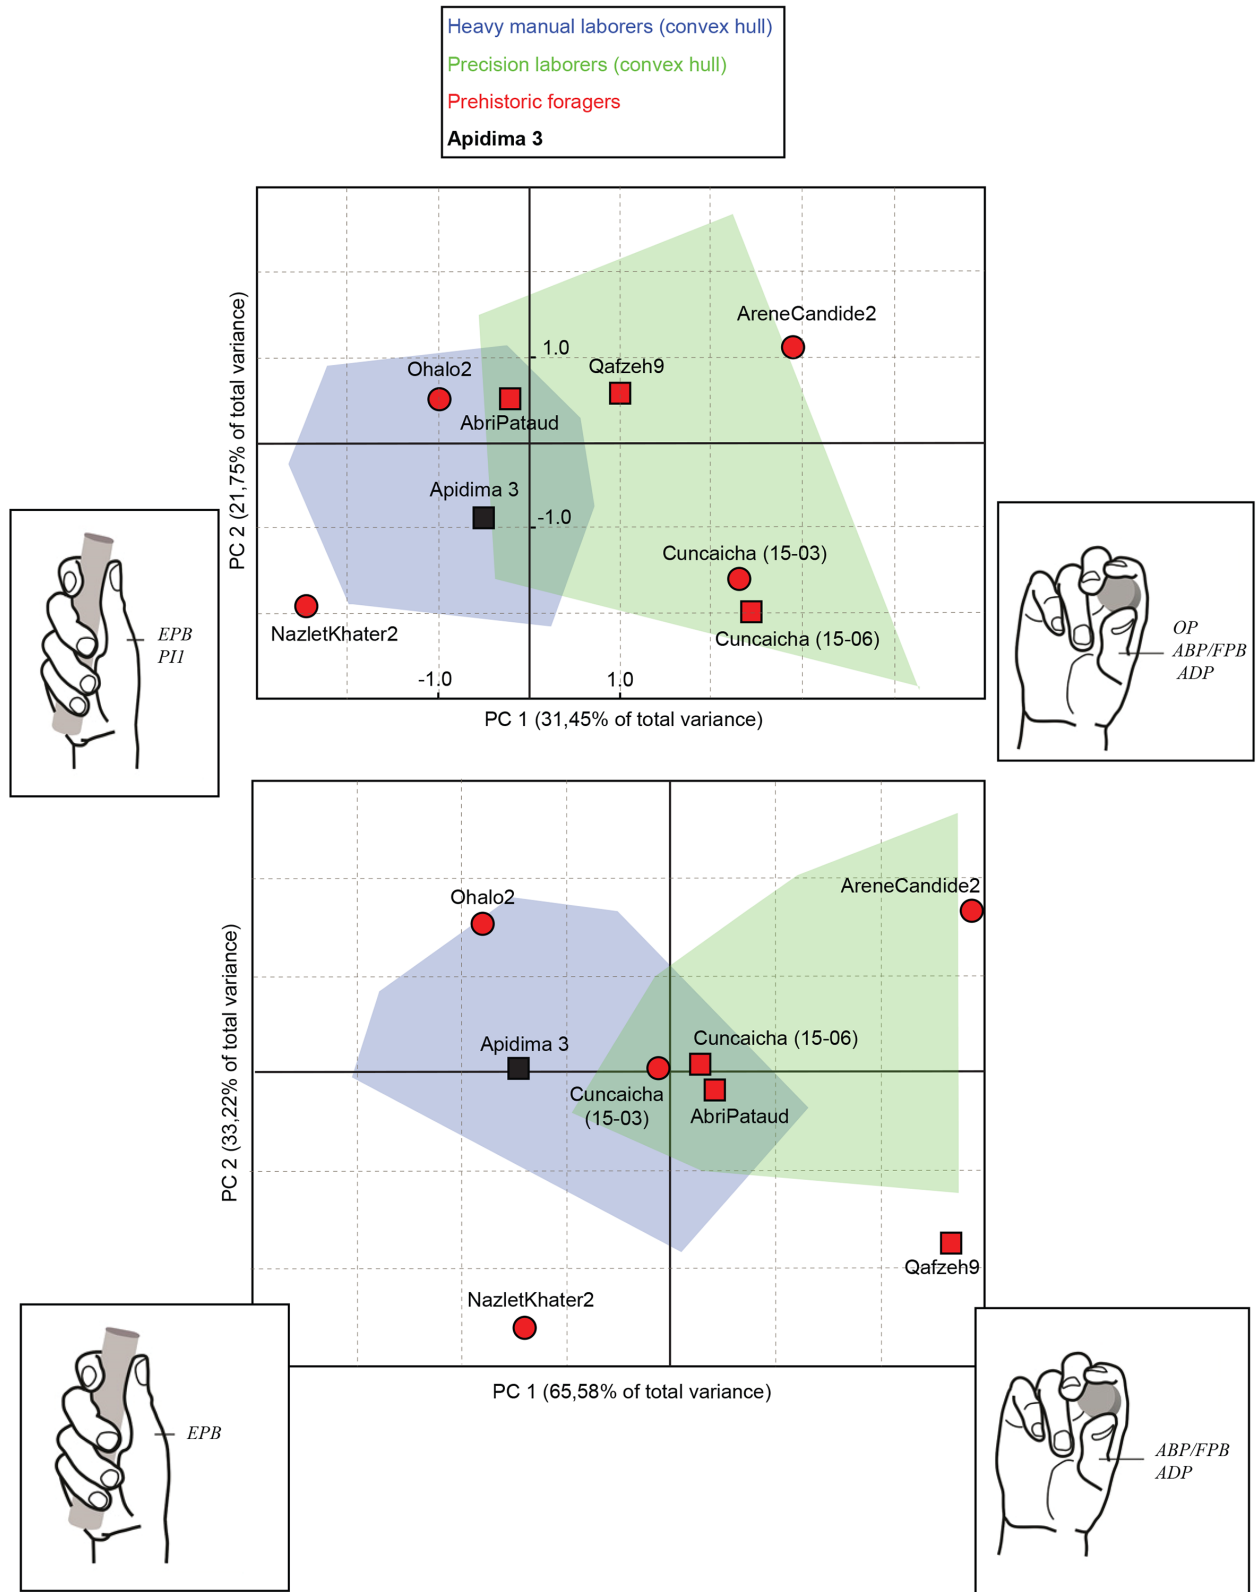 Heavy manual laborers (convex hull)
Precision laborers (convex hull)
Prehistoric foragers
Apidima 3
AreneCandide2
1.0
Qafzeh9
Ohalo2
AbriPataud
PC 2 (21,75% of total variance)
Apidima 3
-1.0
Cuncaicha (15-03)
Cuncaicha (15-06)
NazletKhater2
EPB
PI1
OP
ABP/FPB
ADP
-1.0
1.0
PC 1 (31,45% of total variance)
AreneCandide2
Ohalo2
PC 2 (33,22% of total variance)
Cuncaicha (15-06)
Apidima 3
Cuncaicha
(15-03)
AbriPataud
Qafzeh9
NazletKhater2
PC 1 (65,58% of total variance)
EPB
ABP/FPB
ADP